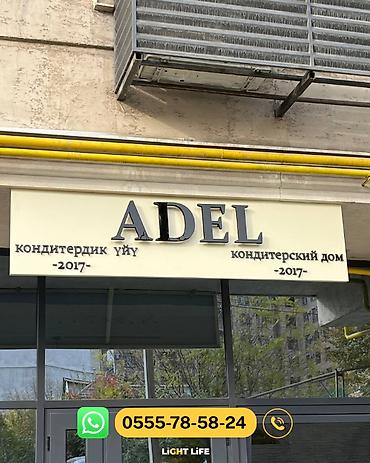 ADEL
кондитердик үйү
-2017-
кондитерский дом
-2017-
0555-78-58-24
LiGHT LiFE